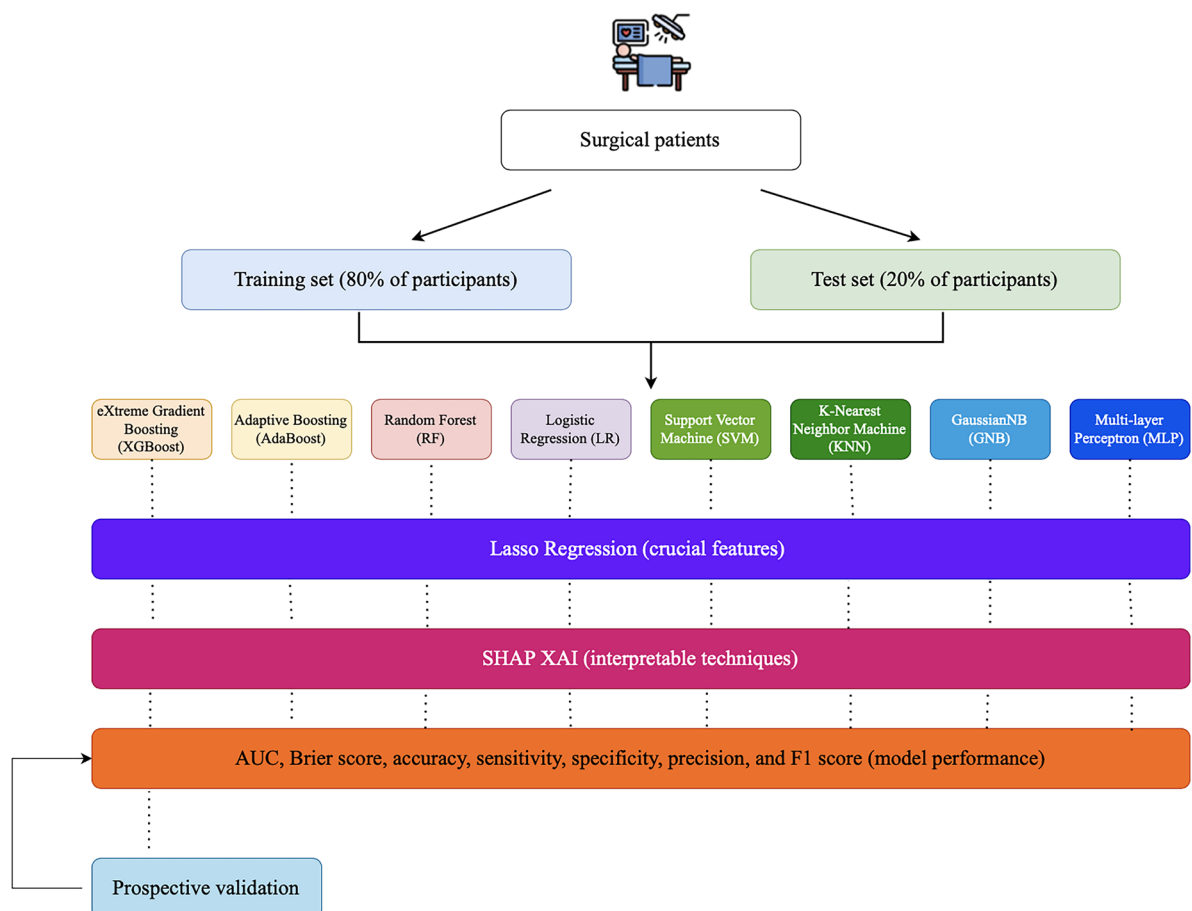 Surgical patients
Training set (80% of participants)
Test set (20% of participants)
eXtreme Gradient
Boosting
(XGBoost)
Adaptive Boosting
(AdaBoost)
Random Forest
(RF)
Logistic
Regression (LR)
Support Vector
Machine (SVM)
K-Nearest
Neighbor Machine
(KNN)
GaussianNB
(GNB)
Multi-layer
Perceptron (MLP)
Lasso Regression (crucial features)
SHAP XAI (interpretable techniques)
AUC, Brier score, accuracy, sensitivity, specificity, precision, and F1 score (model performance)
Prospective validation